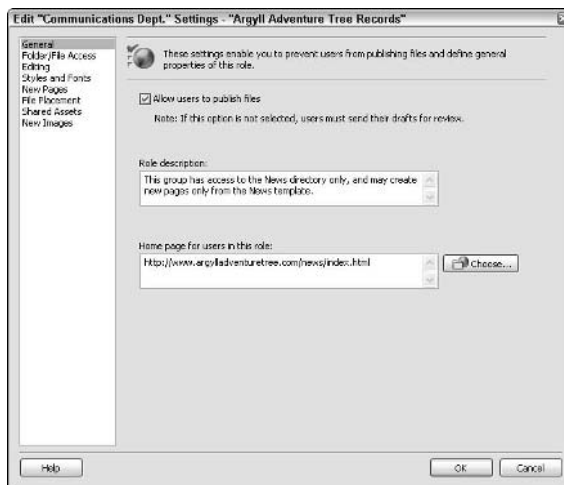 Edit "Communications Dept." Settings - "Argyll Adventure Tree Records"
General
Folder/File Access
Editing
Styles and Fonts
New Pages
File Placement
Shared Assets
New Images
These settings enable you to prevent users from publishing files and define general
properties of this role.
Allow users to publish files
Note: If this option is not selected, users must send their drafts for review.
Role description:
This group has access to the News directory only, and may create
new pages only from the News template.
Home page for users in this role:
http://www.argylladventuretree.com/news/index.html
Choose...
Help
OK
Cancel